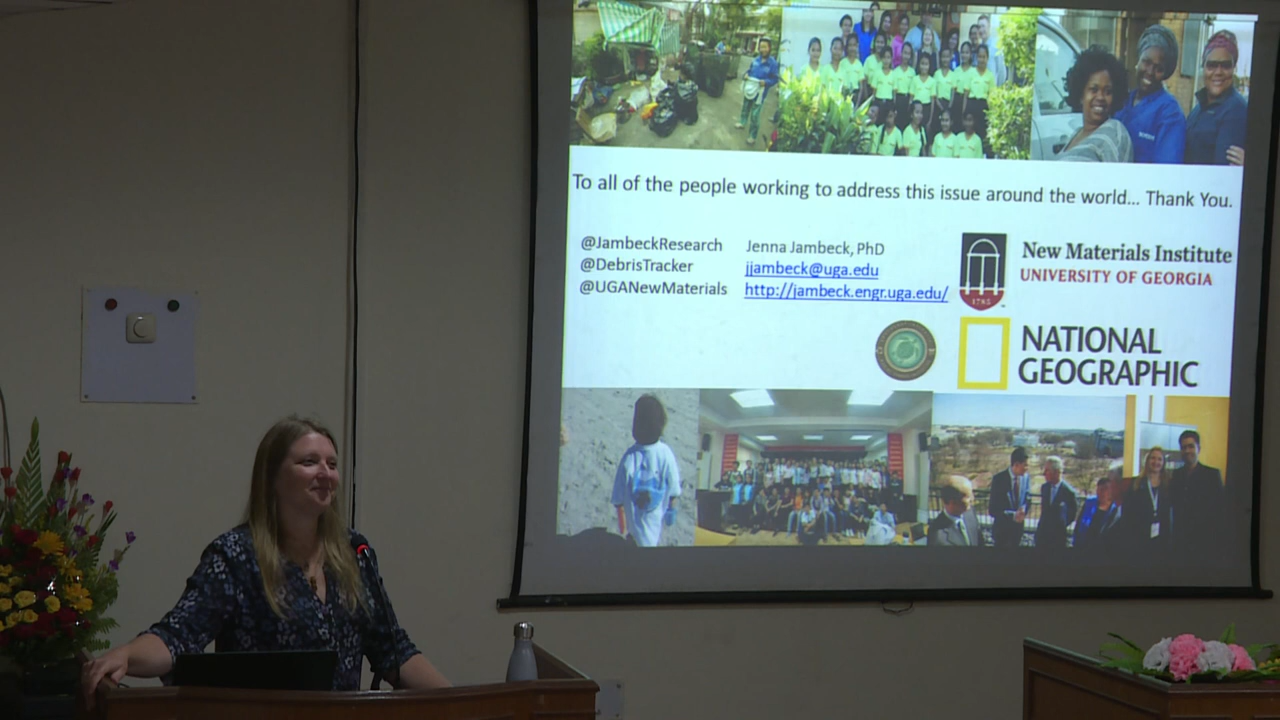 To all of the people working to address this issue around the world... Thank You.
@JambeckResearch
@DebrisTracker
@UGANewMaterials
Jenna Jambeck, PhD
jjambeck@uga.edu
http://jambeck.engr.uga.edu/
1785
New Materials Institute
UNIVERSITY OF GEORGIA
NATIONAL
GEOGRAPHIC